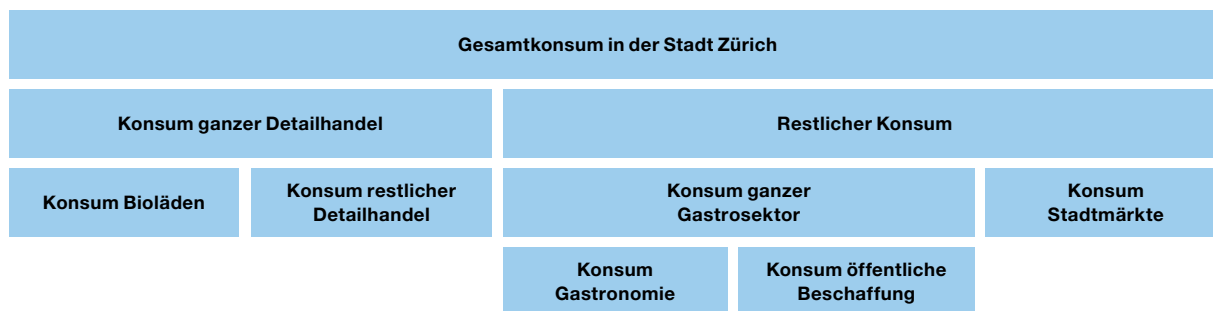 Gesamtkonsum in der Stadt Zürich
Konsum ganzer Detailhandel
Restlicher Konsum
Konsum Bioläden
Konsum restlicher
Detailhandel
Konsum ganzer
Gastrosektor
Konsum
Stadtmärkte
Konsum
Gastronomie
Konsum öffentliche
Beschaffung